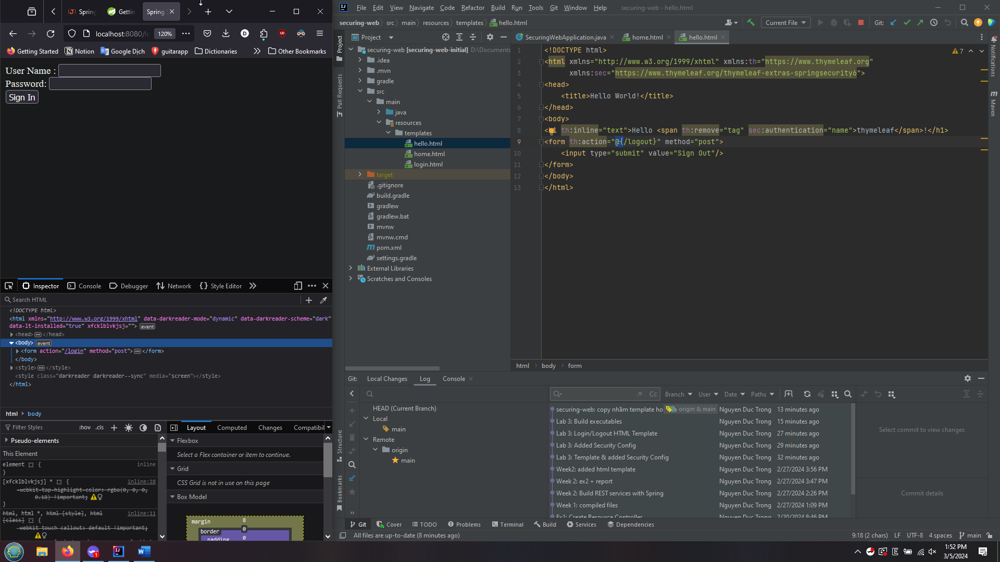 Spring
Gettin
Spring S
localhost:8080/lo
120%
Getting Started
Notion
Google Dịch
guitarapp
Dictionaries
Other Bookmarks
User Name :
Password:
Sign In
Inspector
Console
Debugger
Network
Style Editor
Search HTML
<!DOCTYPE html>
<html xmlns="http://www.w3.org/1999/xhtml" data-darkreader-mode="dynamic" data-darkreader-scheme="dark"
data-lt-installed="true" xfcklblvkjsj=""> event
<head> ••• </head>
<body> event
<form action="/login" method="post"> ••• </form>
</body>
<style> ••• </style>
<style class="darkreader darkreader--sync" media="screen"></style>
</html>
html > body
Filter Styles
:hov .cls
Pseudo-elements
This Element
element { inline
}
[xfcklblvkjsj] * { inline:28
-webkit-tap-highlight-color: rgba(0, 0, 0,
0.18) !important;
}
html, html *, html [style], html inline:11
[class] {
-webkit-touch-callout: default !important;
Layout
Computed
Changes
Compatibil
Flexbox
Select a Flex container or item to continue.
Grid
CSS Grid is not in use on this page
Box Model
margin 8
border 0
padding 0
File Edit View Navigate Code Refactor Build Run Tools Git Window Help securing-web - hello.html
securing-web src main resources templates hello.html
Current File
Git:
Project
Pull Requests
Structure
Bookmarks
Project
securing-web [securing-web-initial] D:\Documents
.idea
.mvn
gradle
src
main
java
resources
templates
hello.html
home.html
login.html
target
.gitignore
build.gradle
gradlew
gradlew.bat
mvnw
mvnw.cmd
pom.xml
settings.gradle
External Libraries
Scratches and Consoles
SecuringWebApplication.java
home.html
hello.html
7
1 <!DOCTYPE html>
2 <html xmlns="http://www.w3.org/1999/xhtml" xmlns:th="https://www.thymeleaf.org"
3 xmlns:sec="https://www.thymeleaf.org/thymeleaf-extras-springsecurity6">
4 <head>
5 <title>Hello World!</title>
6 </head>
7 <body>
8 <h1 th:inline="text">Hello <span th:remove="tag" sec:authentication="name">thymeleaf</span>!</h1>
9 <form th:action="@{/logout}" method="post">
10 <input type="submit" value="Sign Out"/>
11 </form>
12 </body>
13 </html>
Notifications
Maven
html > body > form
Git: Local Changes Log Console
HEAD (Current Branch)
Local
main
Remote
origin
main
Cc
Branch User Date Paths
securing-web: copy nhầm template ho origin & main Nguyen Duc Trong 13 minutes ago
Lab 3: Build executables Nguyen Duc Trong 15 minutes ago
Lab 3: Login/Logout HTML Template Nguyen Duc Trong 27 minutes ago
Lab 3: Added Security Config Nguyen Duc Trong 29 minutes ago
Lab 3: Template & added Security Config Nguyen Duc Trong 32 minutes ago
Week2: added html template Nguyen Duc Trong 2/27/2024 3:56 PM
Week 2: ex2 + report Nguyen Duc Trong 2/27/2024 3:47 PM
Week 2: Build REST services with Spring Nguyen Duc Trong 2/27/2024 2:26 PM
Week 1: compiled files Nguyen Duc Trong 2/27/2024 1:09 PM
Ex1: Create Resource Controller Nguyen Duc Trong 2/20/2024 8:46 PM
Select commit to view changes
Commit details
Git Cover TODO Problems Terminal Build Services Dependencies
All files are up-to-date (8 minutes ago)
9:18 (2 chars) LF UTF-8 4 spaces main
1:52 PM
3/5/2024